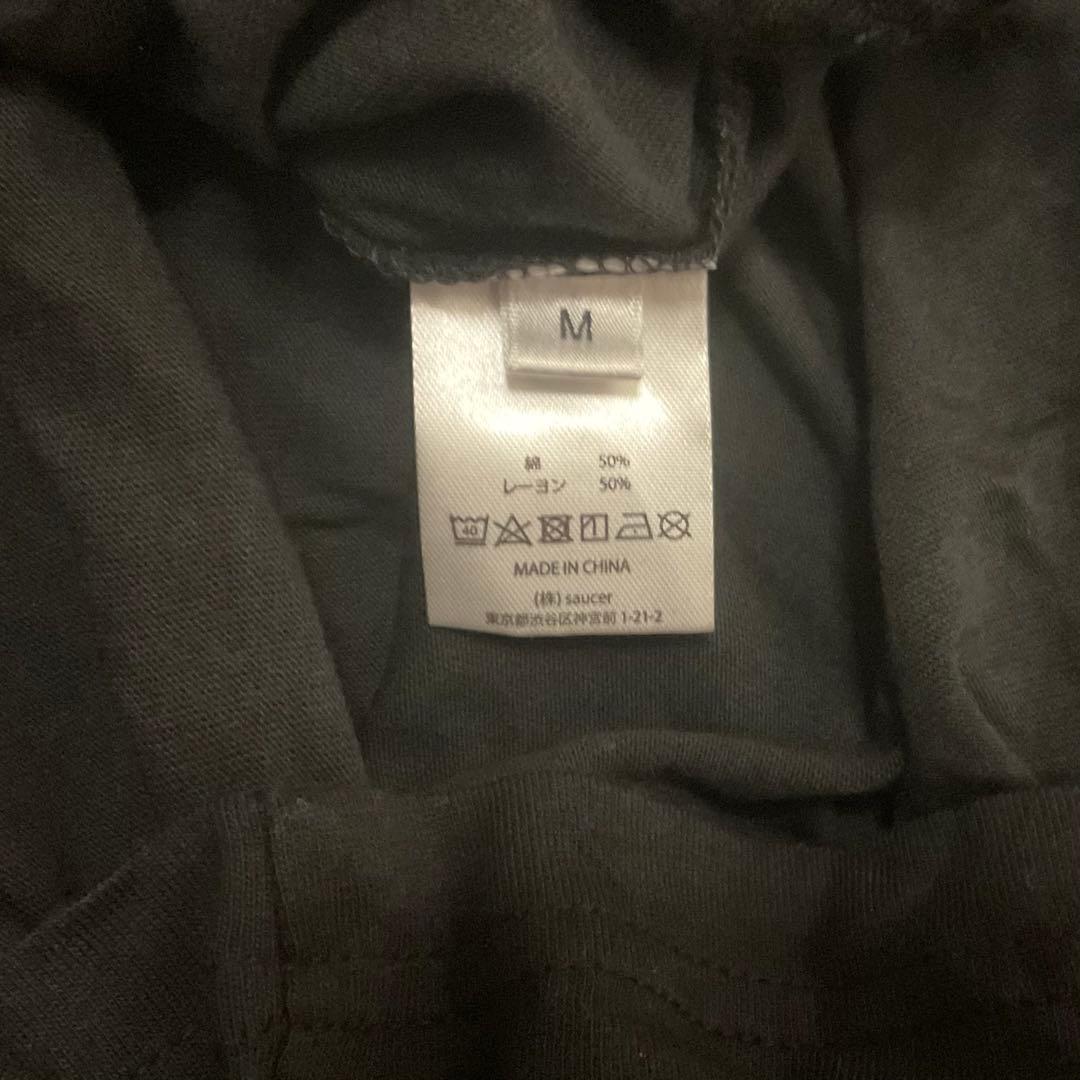 M
綿 50%
レーヨン 50%
40
MADE IN CHINA
(株) saucer
東京都渋谷区神宮前 1-21-2